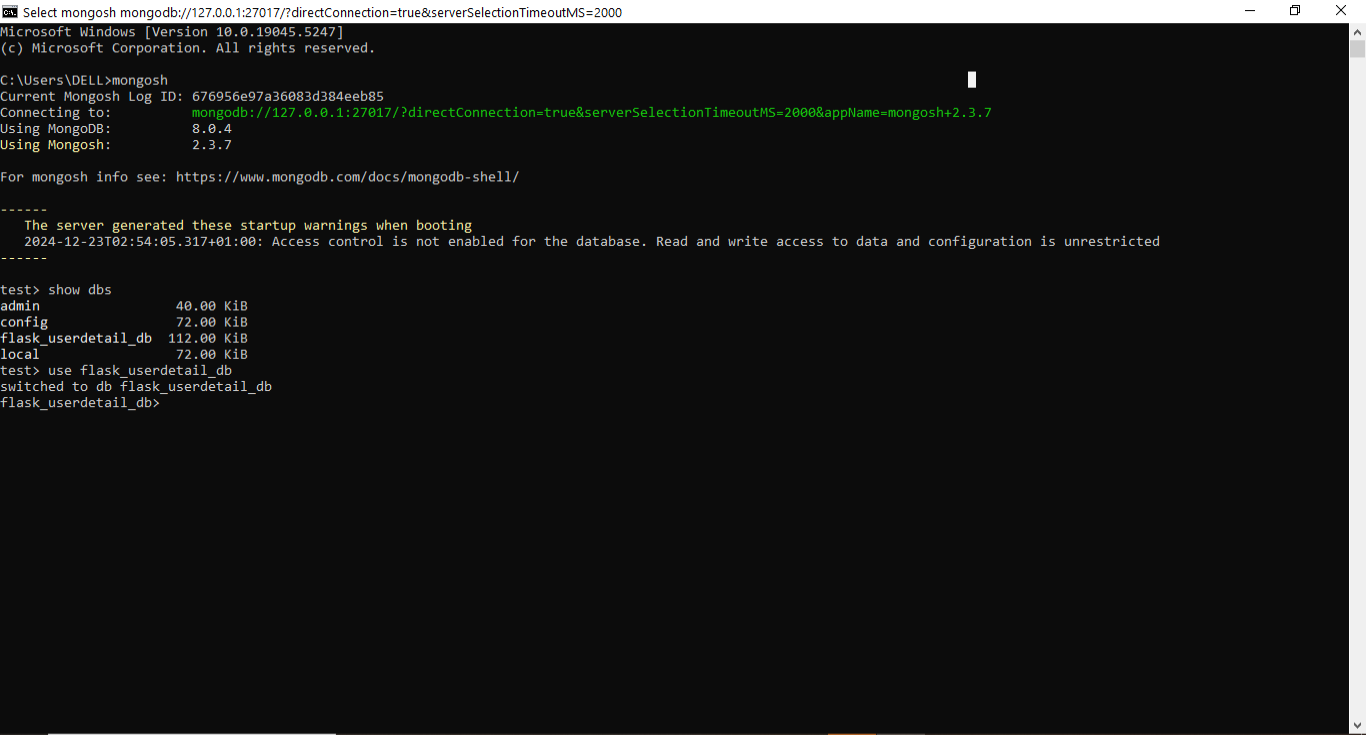 Select mongosh mongodb://127.0.0.1:27017/?directConnection=true&serverSelectionTimeoutMS=2000
Microsoft Windows [Version 10.0.19045.5247]
(c) Microsoft Corporation. All rights reserved.
C:\Users\DELL>mongosh
Current Mongosh Log ID: 676956e97a36083d384eeb85
Connecting to: mongodb://127.0.0.1:27017/?directConnection=true&serverSelectionTimeoutMS=2000&appName=mongosh+2.3.7
Using MongoDB: 8.0.4
Using Mongosh: 2.3.7
For mongosh info see: https://www.mongodb.com/docs/mongodb-shell/
------
The server generated these startup warnings when booting
2024-12-23T02:54:05.317+01:00: Access control is not enabled for the database. Read and write access to data and configuration is unrestricted
------
test> show dbs
admin 40.00 KiB
config 72.00 KiB
flask_userdetail_db 112.00 KiB
local 72.00 KiB
test> use flask_userdetail_db
switched to db flask_userdetail_db
flask_userdetail_db>